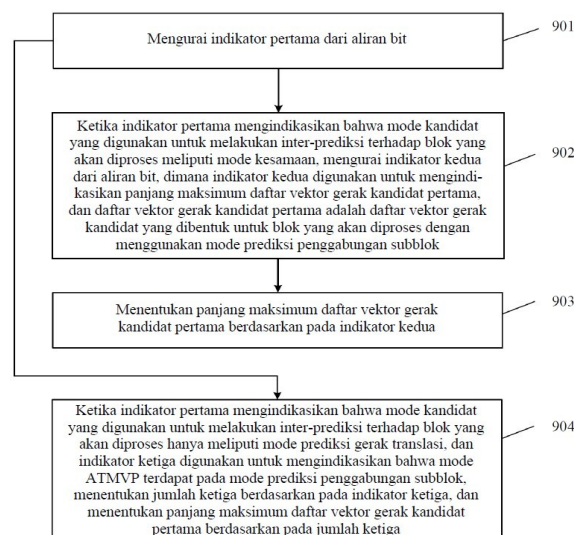 Mengurai indikator pertama dari aliran bit
901
Ketika indikator pertama mengindikasikan bahwa mode kandidat
yang digunakan untuk melakukan inter-prediksi terhadap blok yang
akan diproses meliputi mode kesamaan, mengurai indikator kedua
dari aliran bit, dimana indikator kedua digunakan untuk mengindi-
kasikan panjang maksimum daftar vektor gerak kandidat pertama,
dan daftar vektor gerak kandidat pertama adalah daftar vektor gerak
kandidat yang dibentuk untuk blok yang akan diproses dengan
menggunakan mode prediksi penggabungan subblok
902
Menentukan panjang maksimum daftar vektor gerak
kandidat pertama berdasarkan pada indikator kedua
903
Ketika indikator pertama mengindikasikan bahwa mode kandidat
yang digunakan untuk melakukan inter-prediksi terhadap blok yang
akan diproses hanya meliputi mode prediksi gerak translasi, dan
indikator ketiga digunakan untuk mengindikasikan bahwa mode
ATMVP terdapat pada mode prediksi penggabungan subblok,
menentukan jumlah ketiga berdasarkan pada indikator ketiga, dan
menentukan panjang maksimum daftar vektor gerak kandidat
pertama berdasarkan pada jumlah ketiga
904